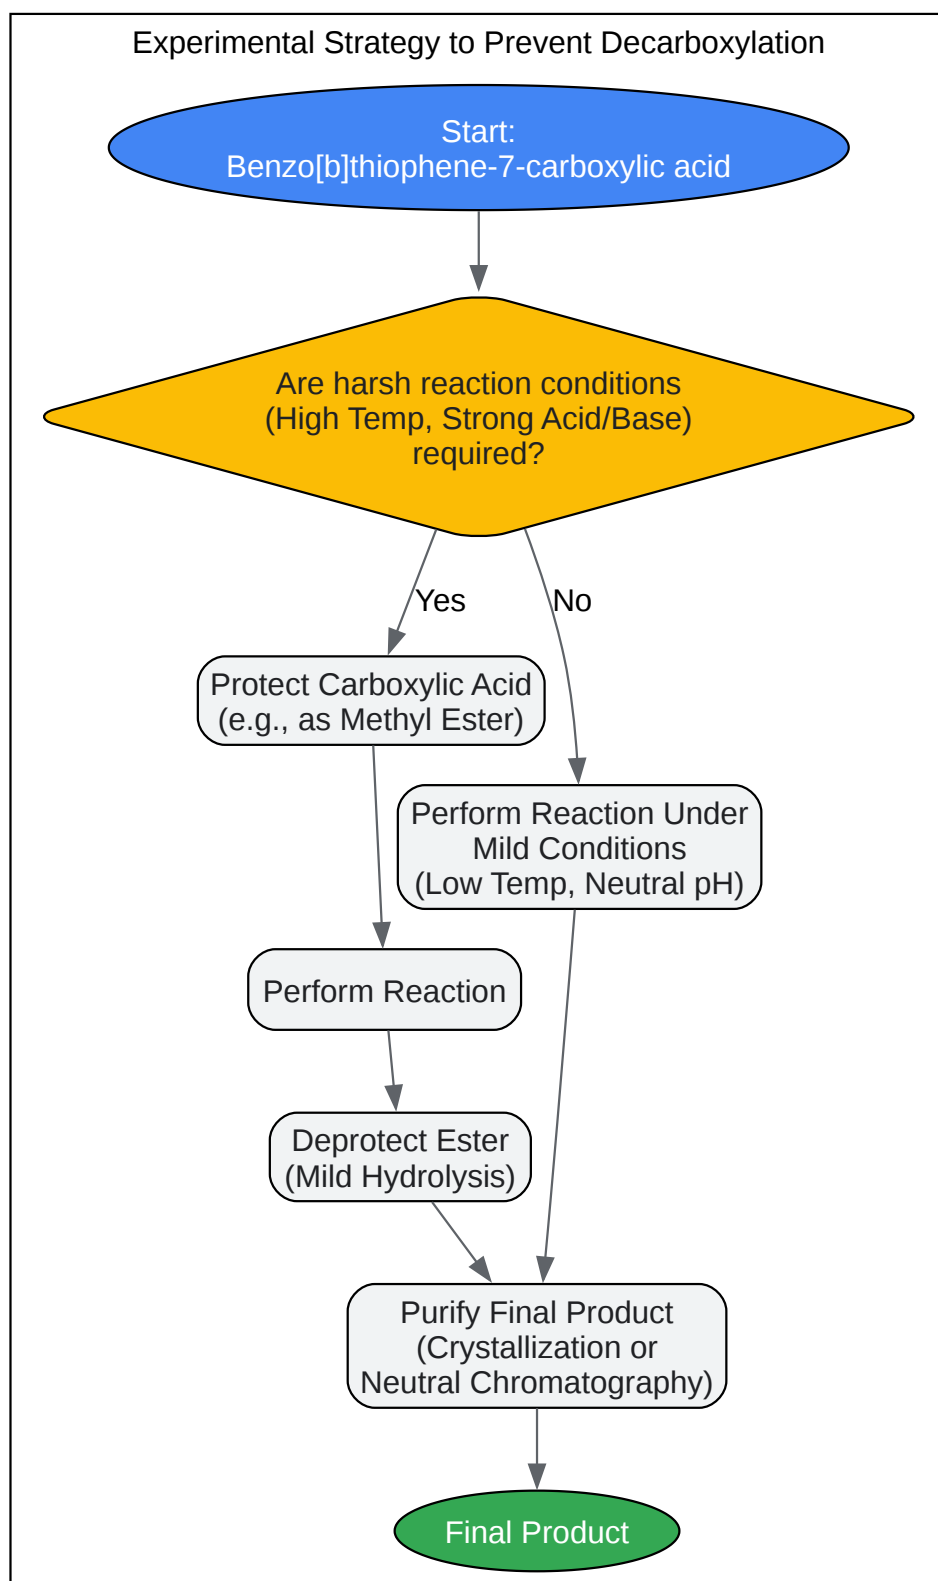 Experimental Strategy to Prevent Decarboxylation
Start:
Benzo[b]thiophene-7-carboxylic acid
Are harsh reaction conditions
(High Temp, Strong Acid/Base)
required?
Yes
No
Protect Carboxylic Acid
(e.g., as Methyl Ester)
Perform Reaction Under
Mild Conditions
(Low Temp, Neutral pH)
Perform Reaction
Deprotect Ester
(Mild Hydrolysis)
Purify Final Product
(Crystallization or
Neutral Chromatography)
Final Product